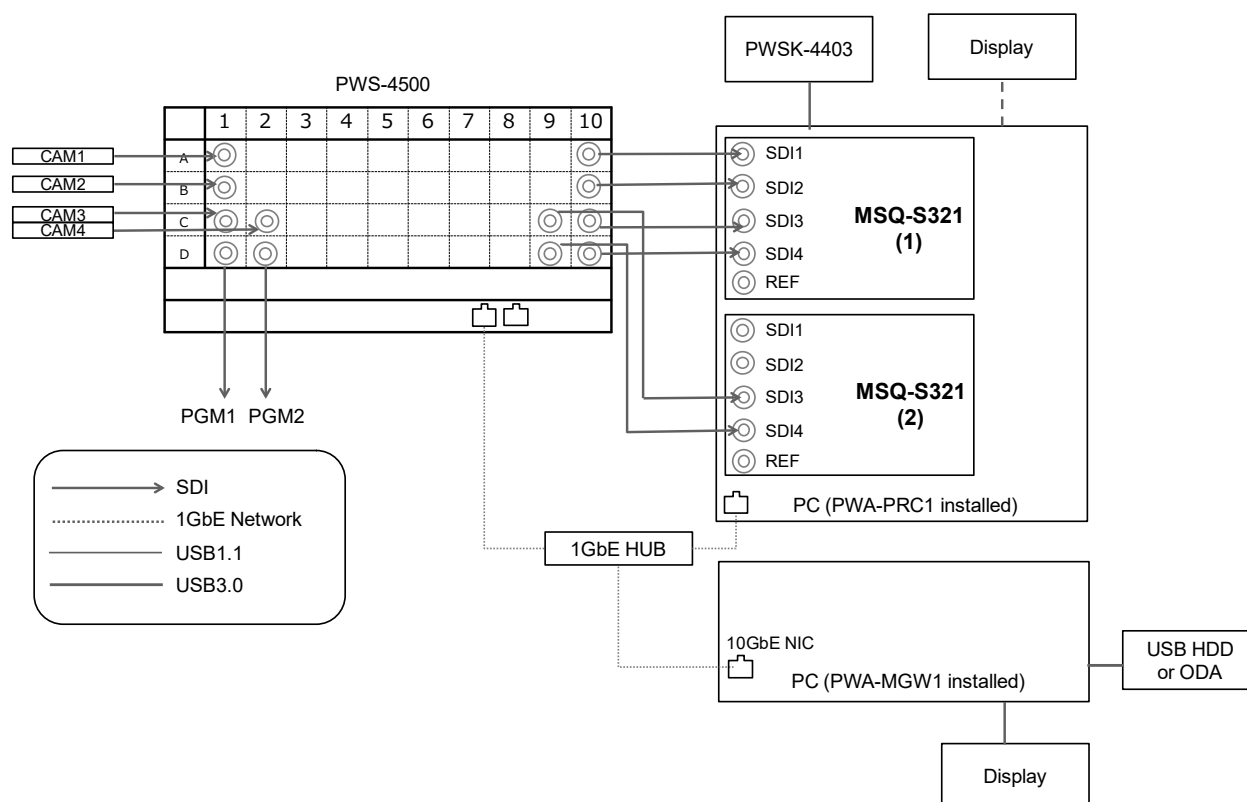 PWSK-4403
Display
PWS-4500
1 2 3 4 5 6 7 8 9 10
A
B
C
D
CAM1
CAM2
CAM3
CAM4
SDI1
SDI2
SDI3
SDI4
REF
MSQ-S321
(1)
SDI1
SDI2
SDI3
SDI4
REF
MSQ-S321
(2)
PC (PWA-PRC1 installed)
PGM1 PGM2
SDI
1GbE Network
USB1.1
USB3.0
1GbE HUB
10GbE NIC
PC (PWA-MGW1 installed)
USB HDD
or ODA
Display